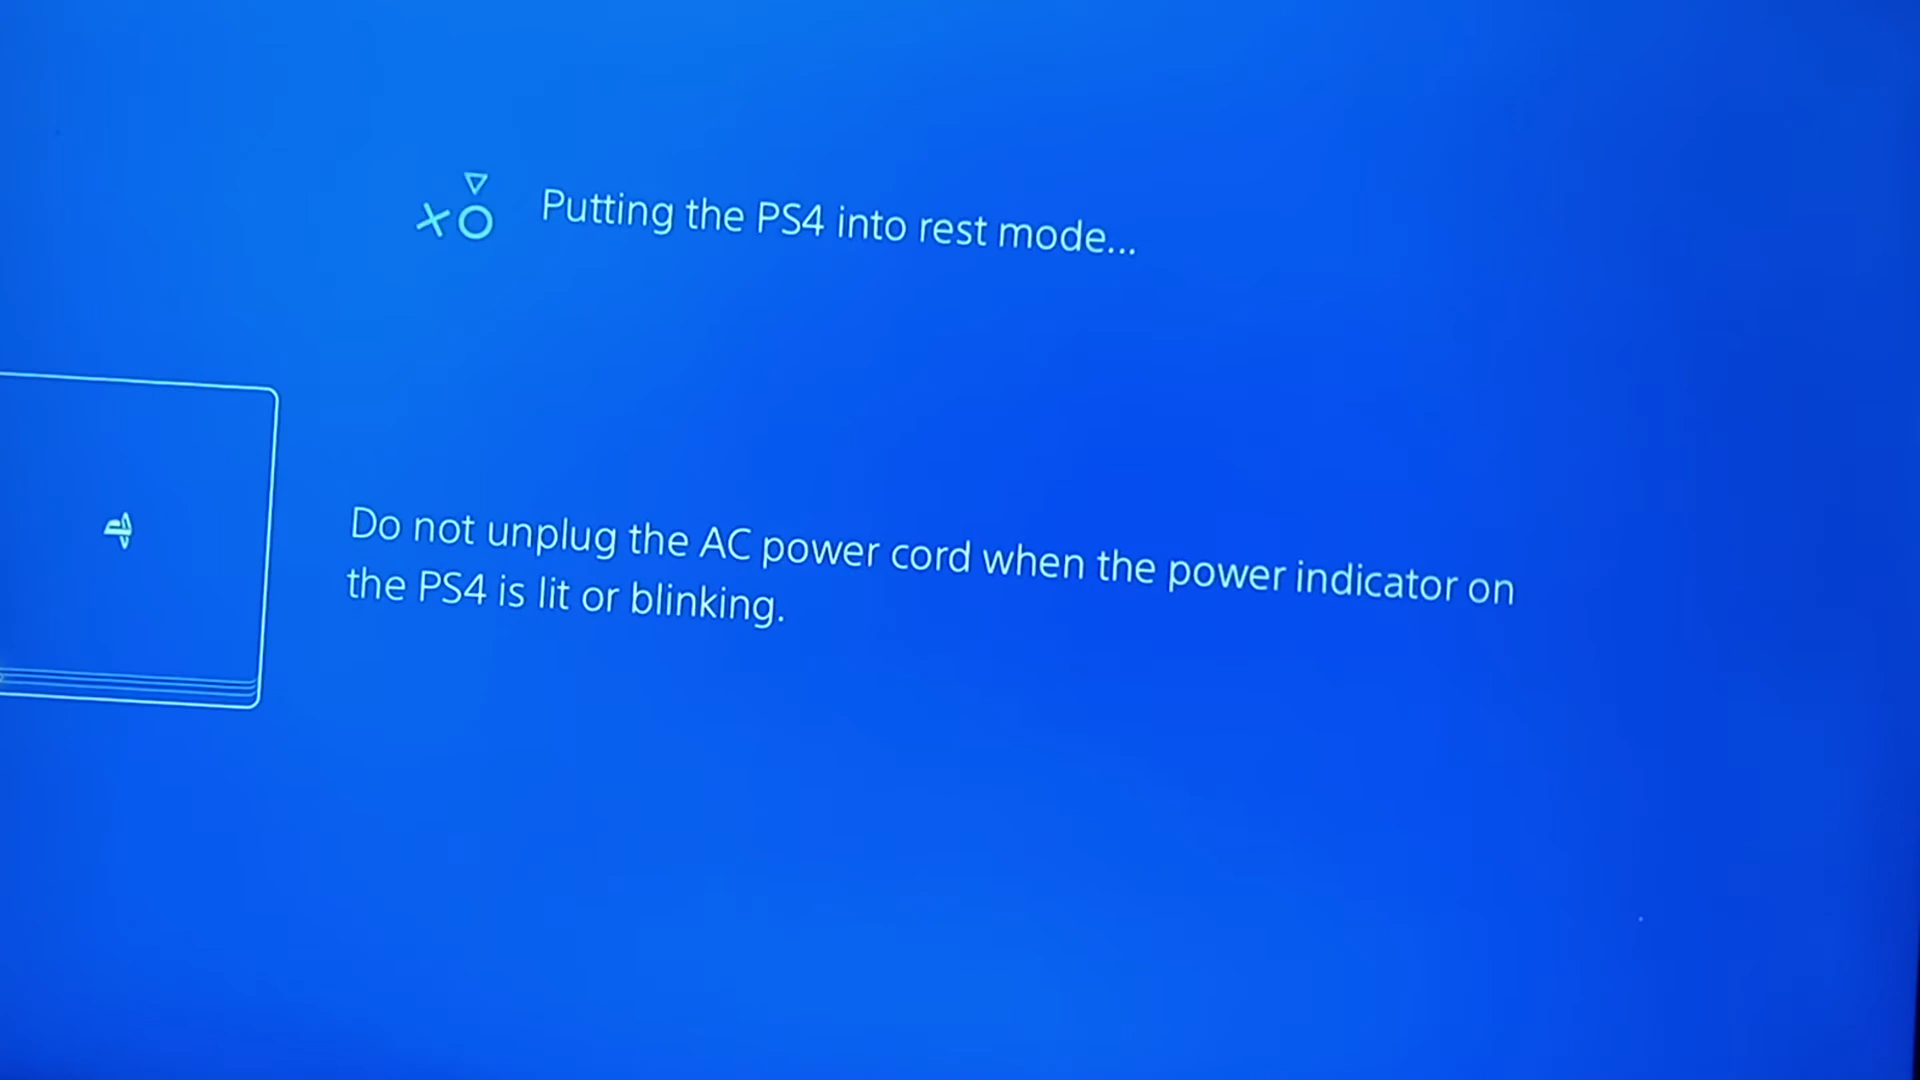 Putting the PS4 into rest mode...
Do not unplug the AC power cord when the power indicator on
the PS4 is lit or blinking.